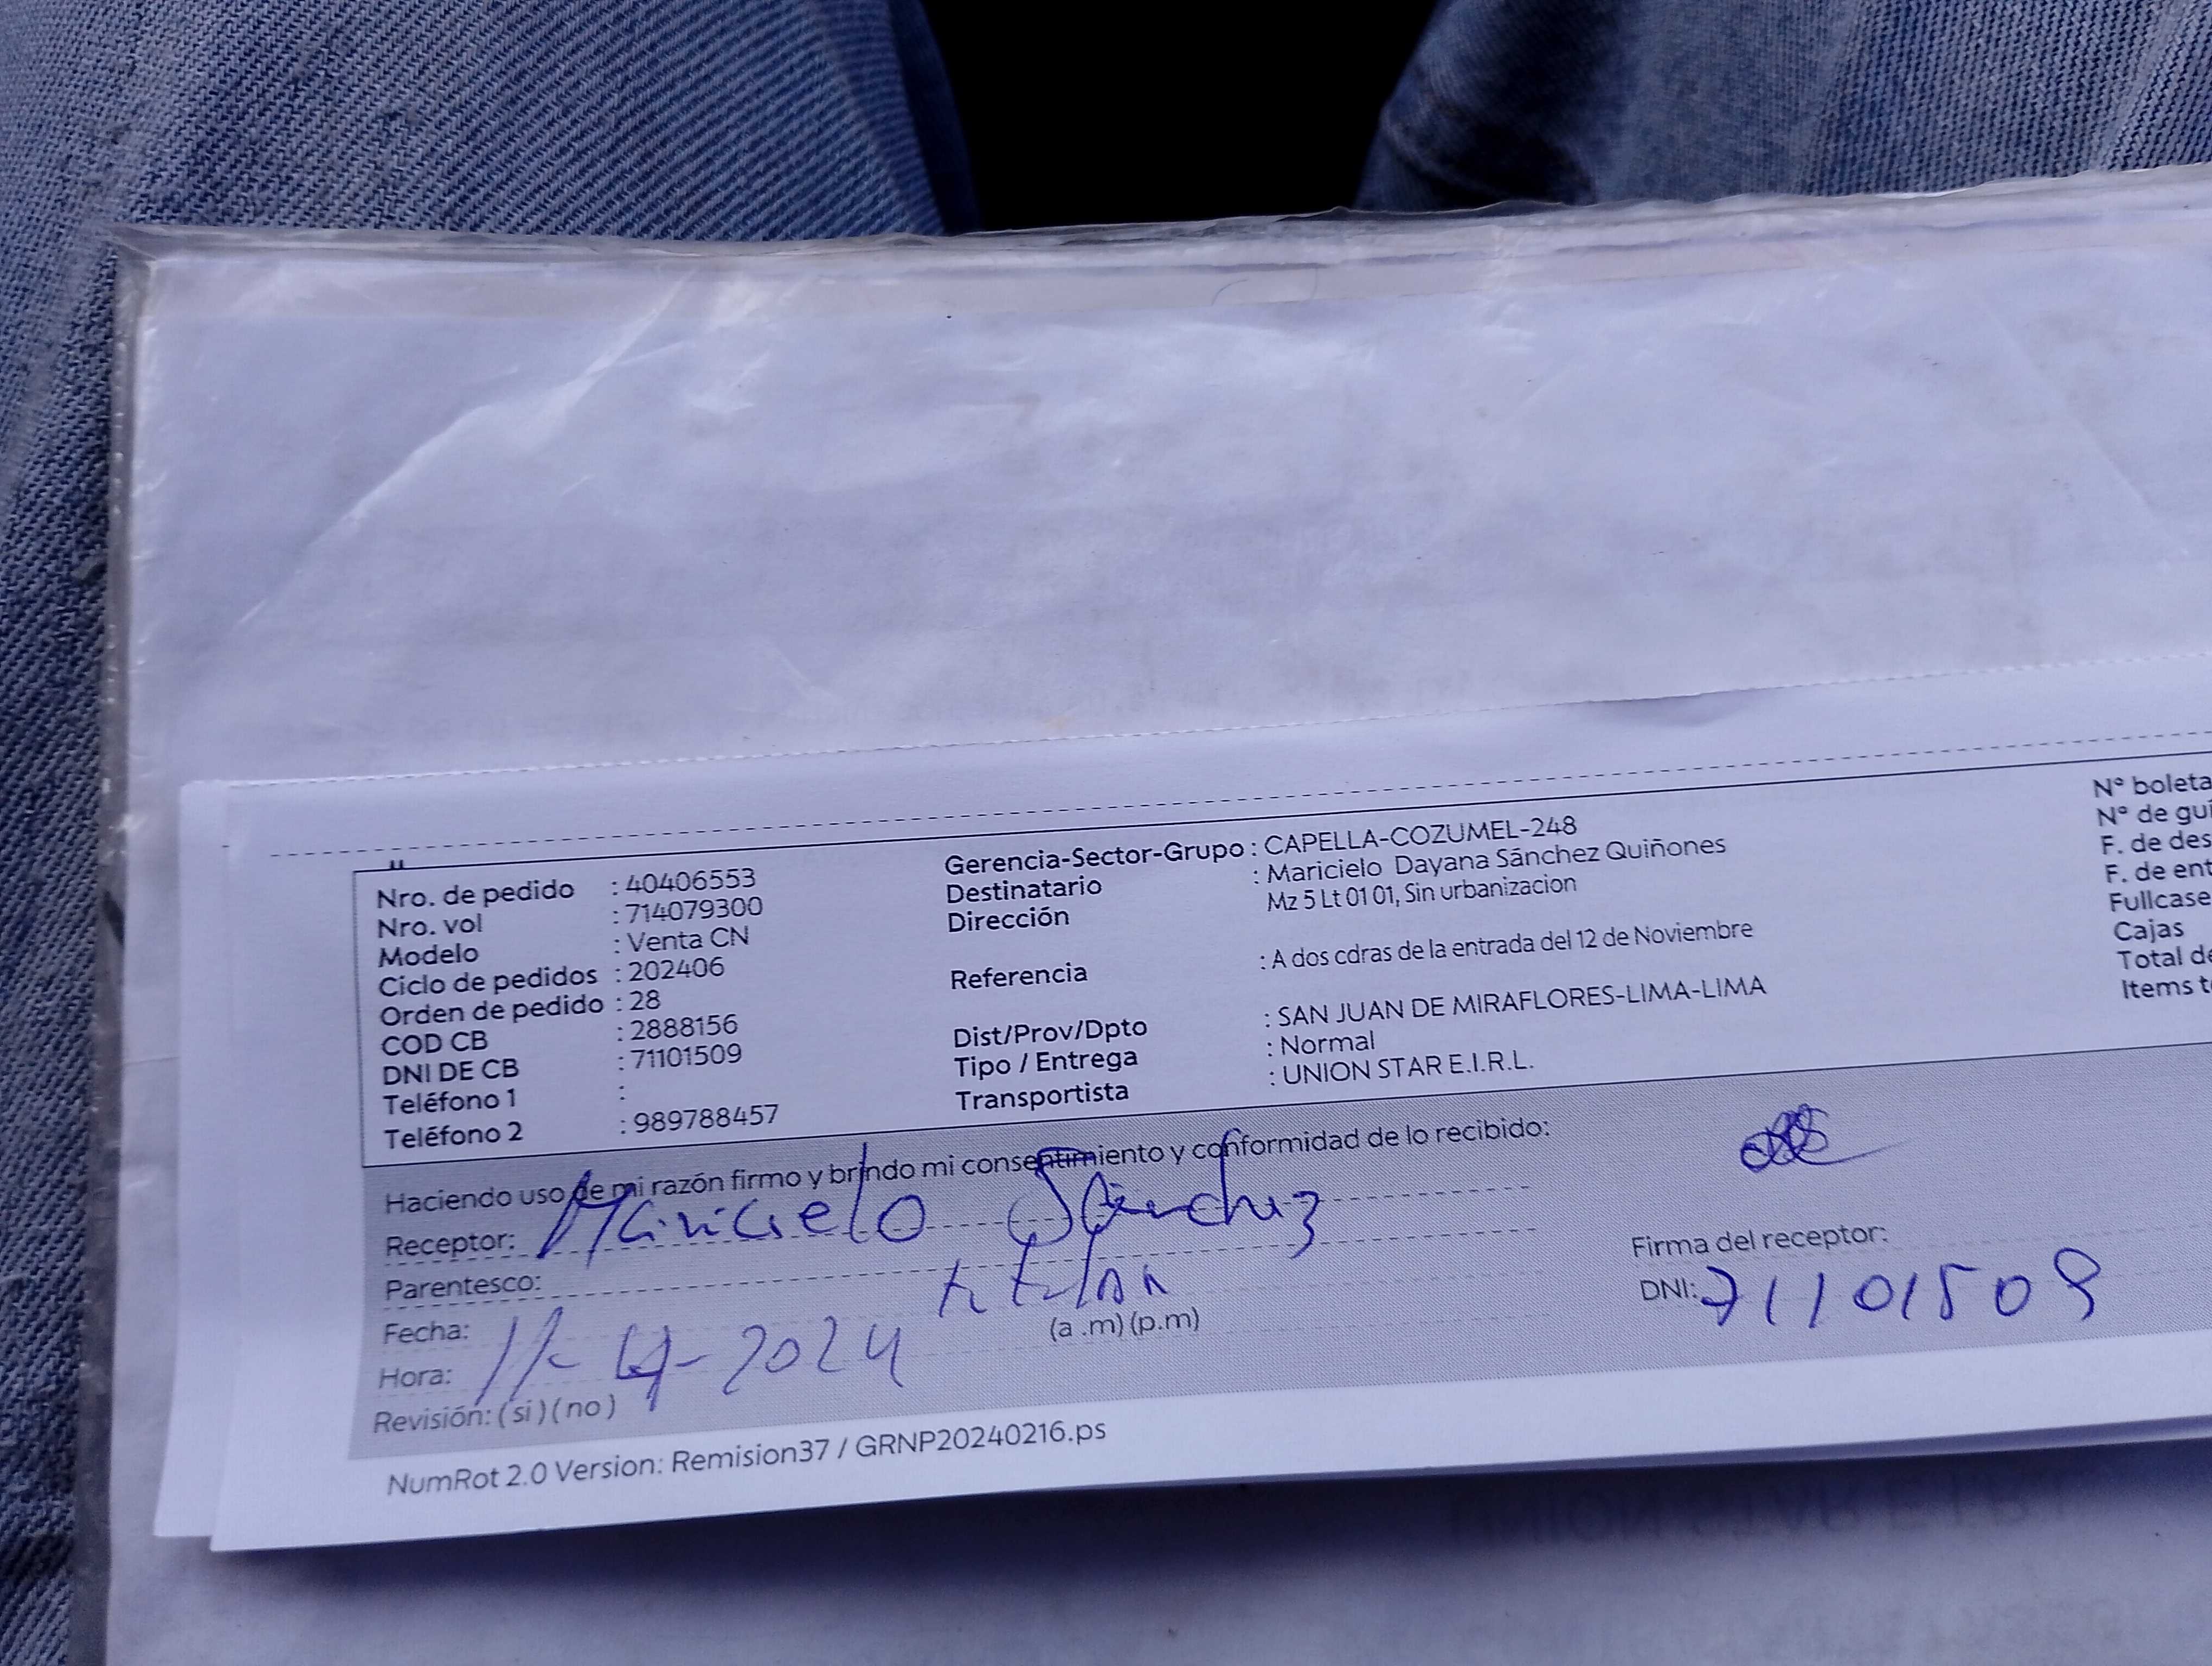 Nro. de pedido : 40406553
Nro. vol : 714079300
Modelo : Venta CN
Ciclo de pedidos : 202406
Orden de pedido : 28
COD CB : 2888156
DNI DE CB : 71101509
Teléfono 1 :
Teléfono 2 : 989788457
Gerencia-Sector-Grupo : CAPELLA-COZUMEL-248
Destinatario : Maricielo Dayana Sánchez Quiñones
Dirección Mz 5 Lt 01 01, Sin urbanizacion
Referencia : A dos cdras de la entrada del 12 de Noviembre
Dist/Prov/Dpto : SAN JUAN DE MIRAFLORES-LIMA-LIMA
Tipo / Entrega : Normal
Transportista : UNION STAR E.I.R.L.
N° boleta
N° de guí
F. de des
F. de ent
Fullcase
Cajas
Total de
Items t
Haciendo uso de mi razón firmo y brindo mi consentimiento y conformidad de lo recibido:
Receptor: Maricielo Sánchez
Parentesco: titular
Fecha: 11-4-2024
Hora: (a .m) (p.m)
Revisión: ( si ) ( no )
Firma del receptor:
DNI: 71101509
NumRot 2.0 Version: Remision37 / GRNP20240216.ps